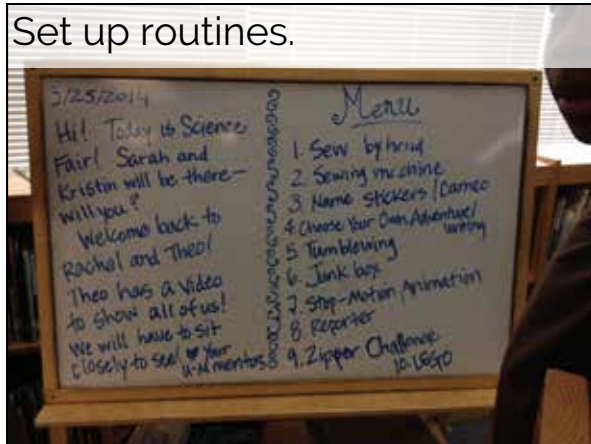 Set up routines.
3/25/2014
Hi! Today is Science
Fair! Sarah and
Kristin will be there—
will you?
Welcome back to
Rachel and Theo!
Theo has a video
to show all of us!
We will have to sit
closely to see! ♥ Your
U-M mentors
Menu
1. Sew by hand
2. Sewing machine
3. Name stickers/Cameo
4. Choose Your Own Adventure/
writing
5. Tumblewing
6. Junk box
7. Stop-Motion Animation
8. Reporter
9. Zipper Challenge
10. LEGO